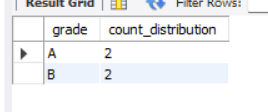 Result Grid Filter Rows:
grade count_distribution
A 2
B 2